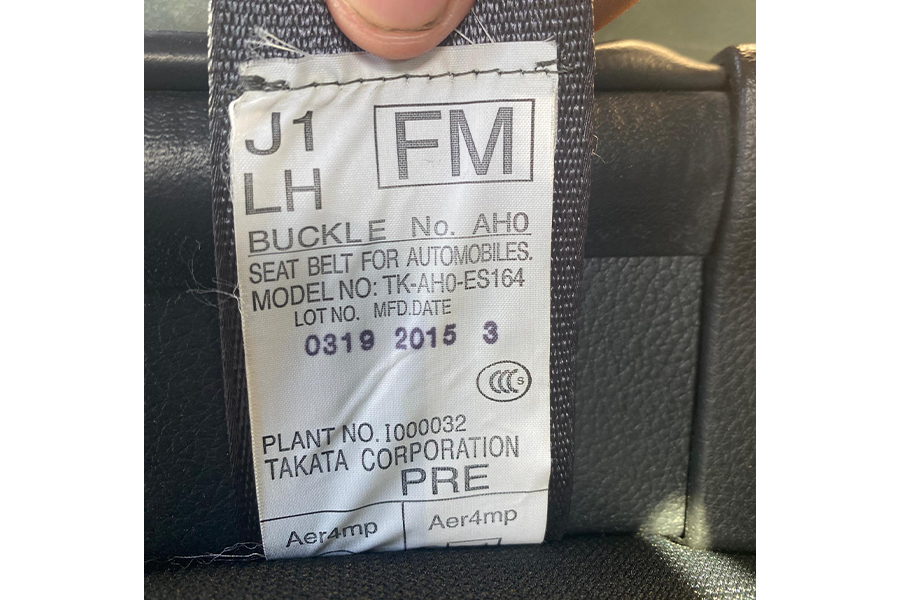 J1
FM
LH
BUCKLE No. AH0
SEAT BELT FOR AUTOMOBILES.
MODEL NO: TK-AH0-ES164
LOT NO. MFD.DATE
0319 2015 3
CCC S
PLANT NO. I000032
TAKATA CORPORATION
PRE
Aer4mp Aer4mp